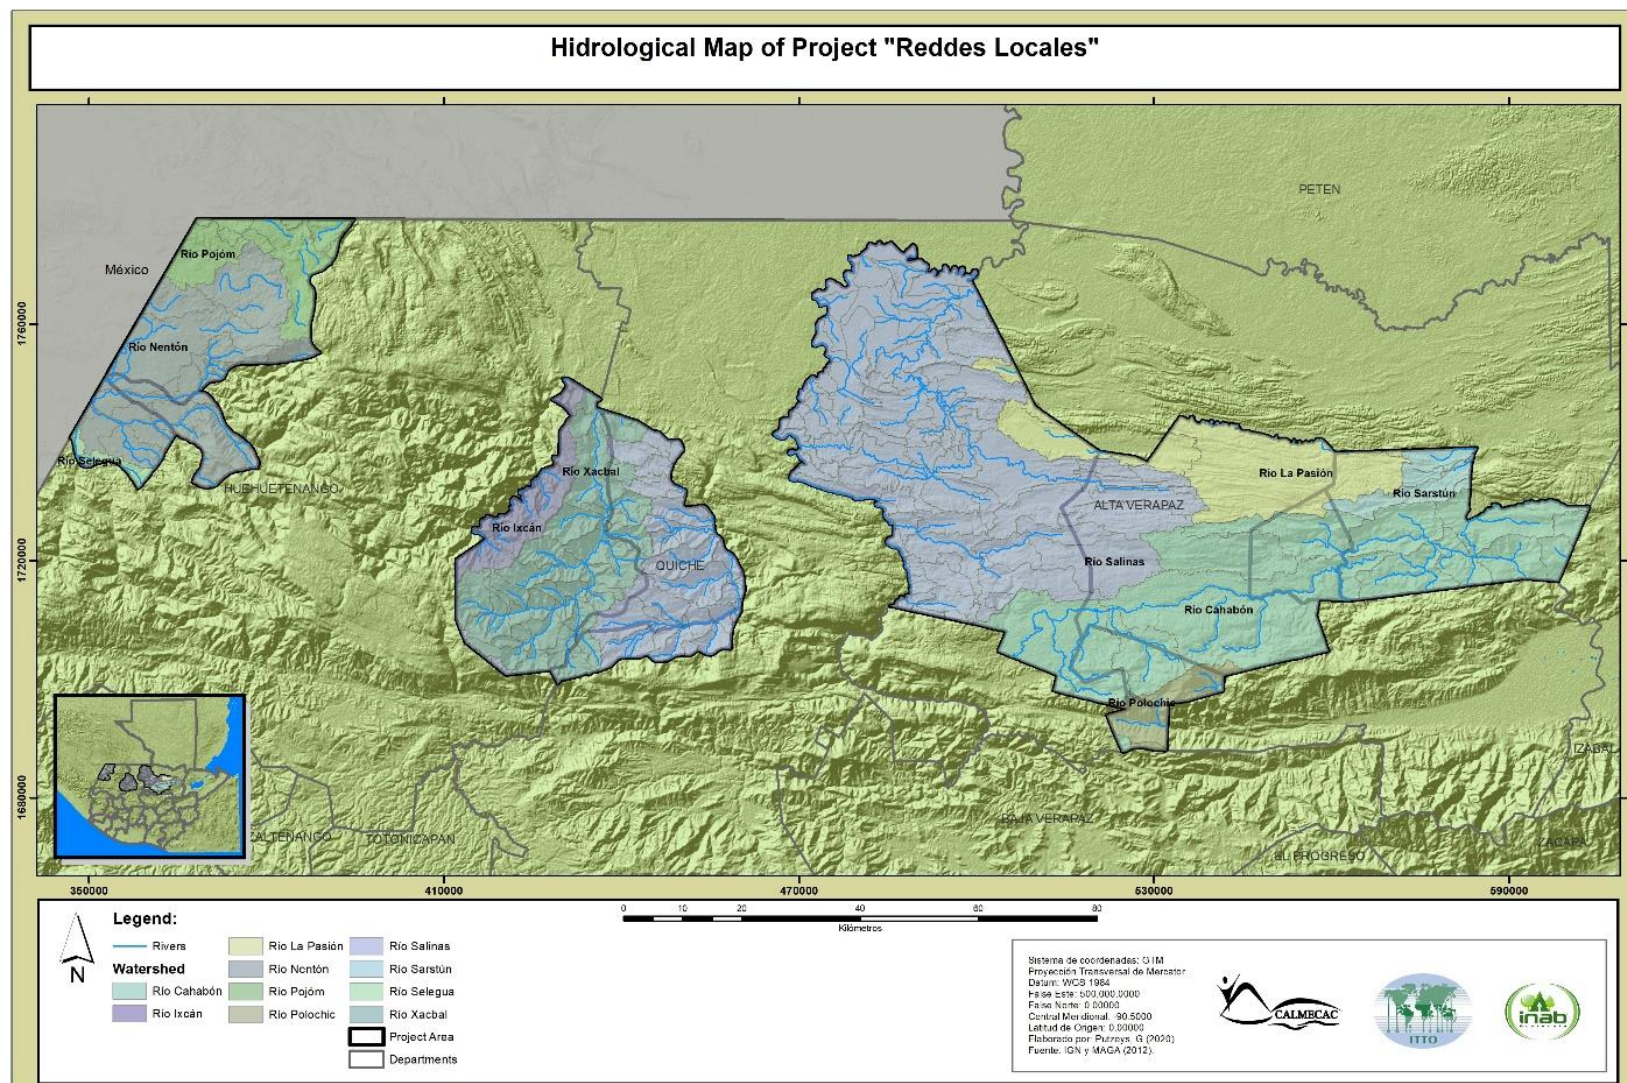 Hidrological Map of Project "Reddes Locales"
PETEN
Río Pojóm
México
1760000
Río Nentón
Río Selegua
HUEHUETENANGO
Río Xacbal
Río La Pasión
Río Sarstún
ALTA VERAPAZ
Río Ixcán
1720000
QUICHE
Río Salinas
Río Cahabón
Río Polochic
IZABAL
1680000
ZALTENANGO
TOTONICAPAN
BAJA VERAPAZ
EL PROGRESO
ZACAPA
350000
410000
470000
530000
590000
Legend:
Rivers
Watershed
Río Cahabón
Río Ixcán
Río La Pasión
Río Nentón
Río Pojóm
Río Polochic
Río Salinas
Río Sarstún
Río Selegua
Río Xacbal
Project Area
Departments
N
0 10 20 40 60 80
Kilómetros
Sistema de coordenadas: GTM
Proyección Transversal de Mercator
Datum: WGS 1984
False Este: 500,000.0000
False Norte: 0.00000
Central Meridional: -90.5000
Latitud de Origen: 0.00000
Elaborado por: Putzeys, G (2020)
Fuente: IGN y MAGA (2012).
CALMECAC
ITTO
inab